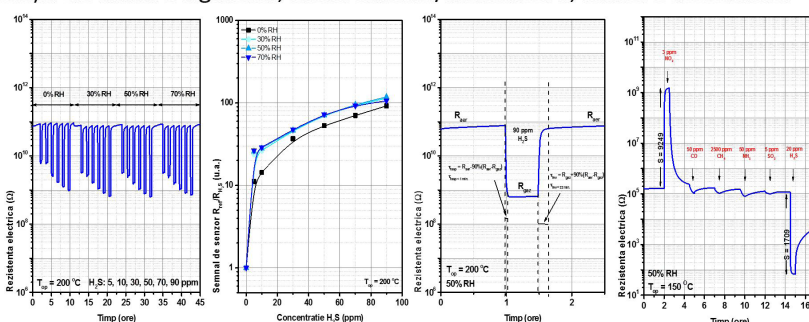 10¹⁴
10¹²
10¹⁰
10⁸
10⁶
Rezistenta electrica (Ω)
0% RH
30% RH
50% RH
70% RH
T_op = 200 °C
H₂S: 5, 10, 30, 50, 70, 90 ppm
0 5 10 15 20 25 30 35 40 45
Timp (ore)
1000
100
10
1
Semnal de senzor
0% RH
30% RH
50% RH
70% RH
T_op = 200 °C
0 20 40 60 80 100
Concentratie H₂S (ppm)
10¹⁴
10¹²
10¹⁰
10⁸
10⁶
Rezistenta electrica (Ω)
R_aer
R_aer
90 ppm
H₂S
R_gaz
T_op = 200 °C
50% RH
0 1 2
Timp (ore)
10¹¹
10⁹
10⁷
10⁵
10³
10¹
Rezistenta electrica (Ω)
3 ppm
NO₂
S = 9249
50 ppm
CO
2500 ppm
CH₄
50 ppm
NH₃
5 ppm
SO₂
20 ppm
H₂S
S = 1709
50% RH
T_op = 150 °C
0 2 4 6 8 10 12 14 16
Timp (ore)